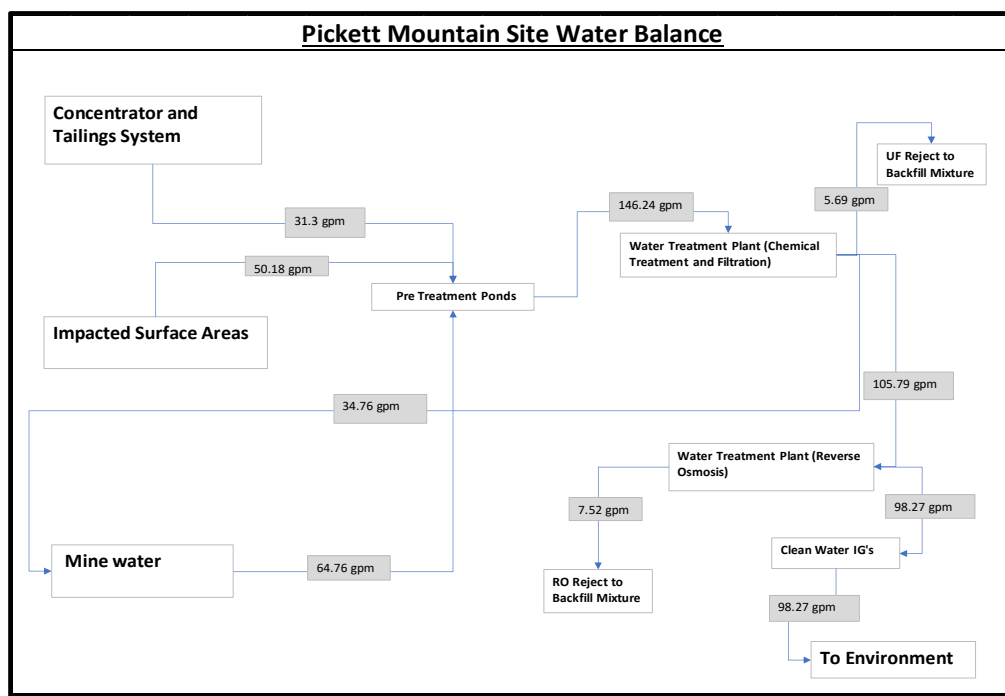 Pickett Mountain Site Water Balance
Concentrator and
Tailings System
UF Reject to
Backfill Mixture
31.3 gpm
146.24 gpm
5.69 gpm
Water Treatment Plant (Chemical
Treatment and Filtration)
50.18 gpm
Pre Treatment Ponds
Impacted Surface Areas
105.79 gpm
34.76 gpm
Water Treatment Plant (Reverse
Osmosis)
7.52 gpm
98.27 gpm
Mine water
64.76 gpm
Clean Water IG's
RO Reject to
Backfill Mixture
98.27 gpm
To Environment